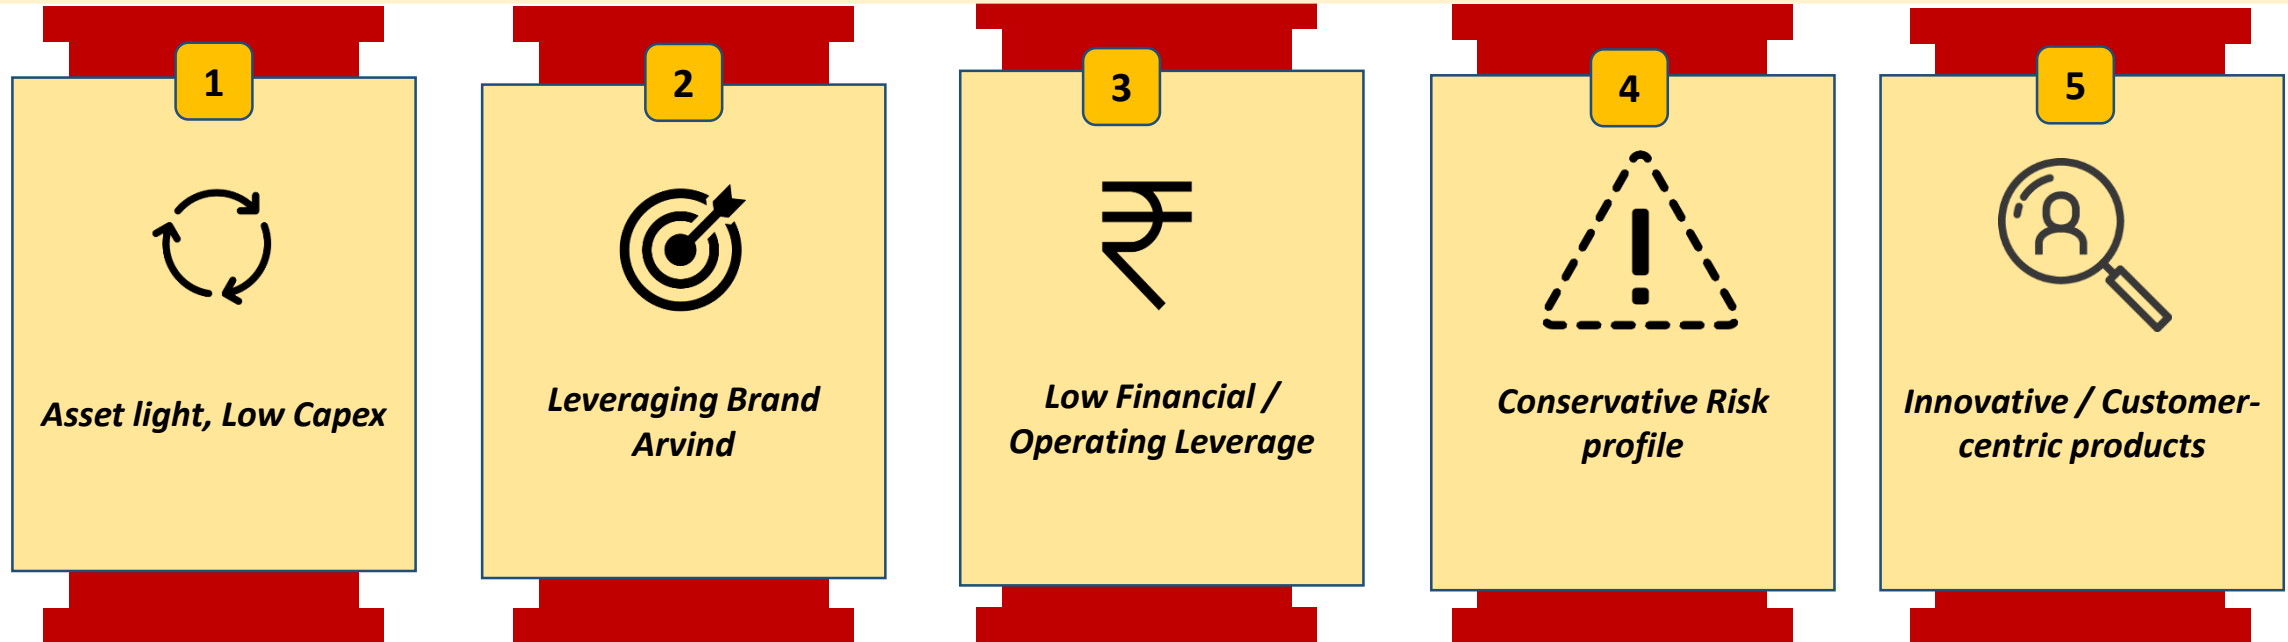 1
Asset light, Low Capex
2
Leveraging Brand
Arvind
3
₹
Low Financial /
Operating Leverage
4
!
Conservative Risk
profile
5
Innovative / Customer-
centric products